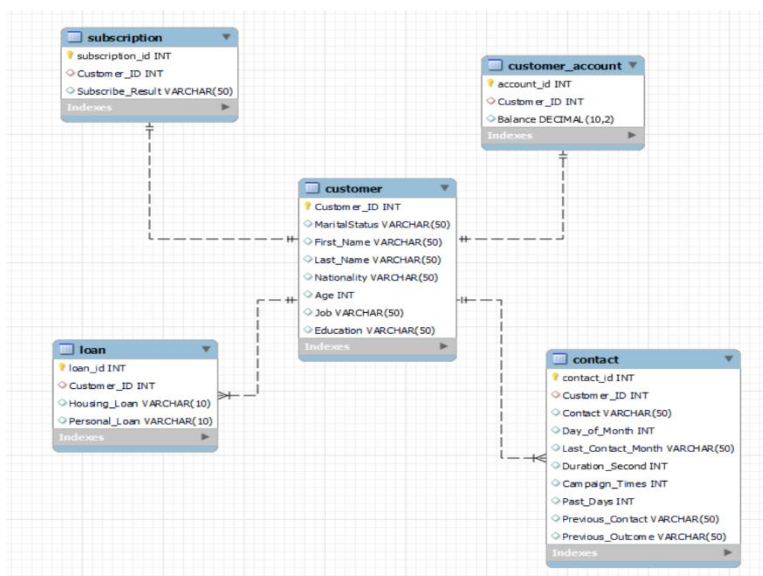 subscription
subscription_id INT
Customer_ID INT
Subscribe_Result VARCHAR(50)
Indexes
customer_account
account_id INT
Customer_ID INT
Balance DECIMAL(10,2)
Indexes
customer
Customer_ID INT
MaritalStatus VARCHAR(50)
First_Name VARCHAR(50)
Last_Name VARCHAR(50)
Nationality VARCHAR(50)
Age INT
Job VARCHAR(50)
Education VARCHAR(50)
Indexes
loan
loan_id INT
Customer_ID INT
Housing_Loan VARCHAR(10)
Personal_Loan VARCHAR(10)
Indexes
contact
contact_id INT
Customer_ID INT
Contact VARCHAR(50)
Day_of_Month INT
Last_Contact_Month VARCHAR(50)
Duration_Second INT
Campaign_Times INT
Past_Days INT
Previous_Contact VARCHAR(50)
Previous_Outcome VARCHAR(50)
Indexes